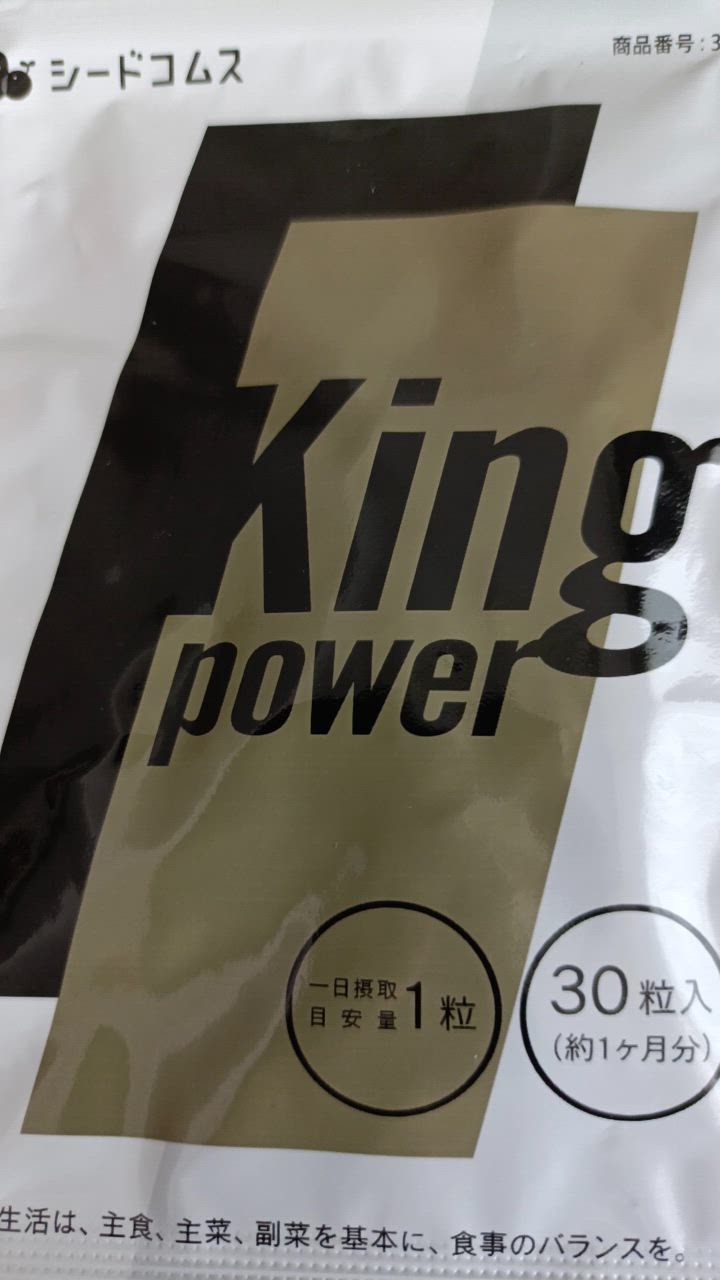 シードコムス
商品番号:3
King
power
一日摂取
目安量 1粒
30粒入
(約1ヶ月分)
生活は、主食、主菜、副菜を基本に、食事のバランスを。